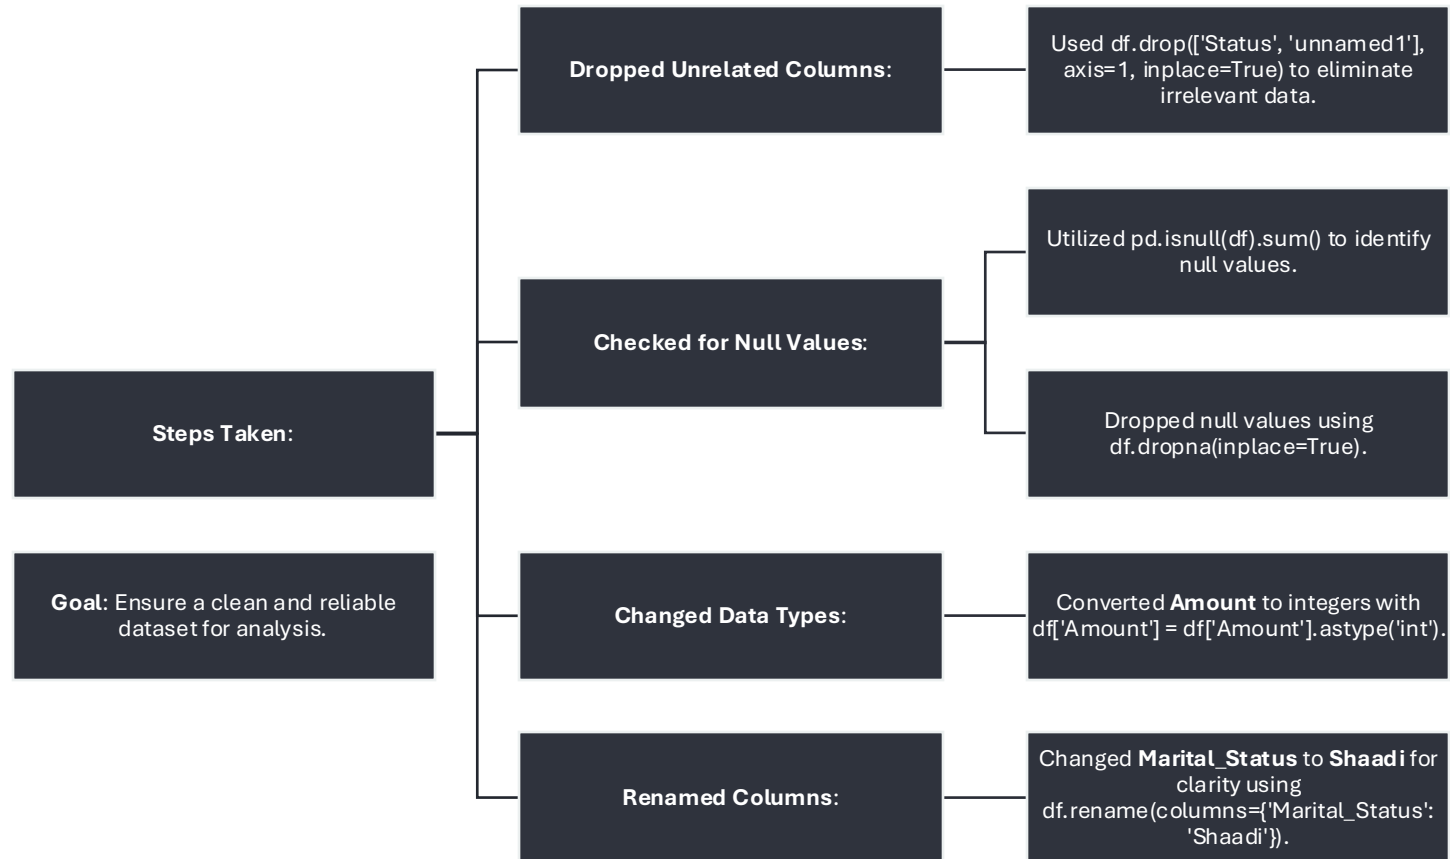 Steps Taken:
Goal: Ensure a clean and reliable
dataset for analysis.
Dropped Unrelated Columns:
Used df.drop(['Status', 'unnamed1'],
axis=1, inplace=True) to eliminate
irrelevant data.
Checked for Null Values:
Utilized pd.isnull(df).sum() to identify
null values.
Dropped null values using
df.dropna(inplace=True).
Changed Data Types:
Converted Amount to integers with
df['Amount'] = df['Amount'].astype('int').
Renamed Columns:
Changed Marital_Status to Shaadi for
clarity using
df.rename(columns={'Marital_Status':
'Shaadi'}).